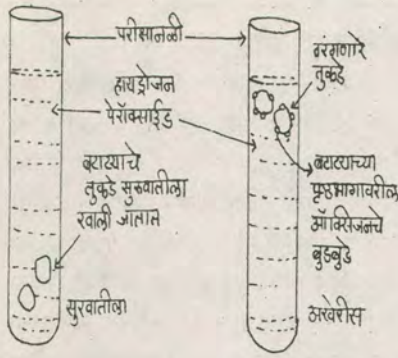 परीक्षानळी
हायड्रोजन
पेरॉक्साईड
बटाट्याचे
तुकडे सुरुवातीला
खाली जातात
सुरवातीला
तरंगणारे
तुकडे
बटाट्याच्या
पृष्ठभागावरील
ऑक्सिजनचे
बुडबुडे
अखेरीस